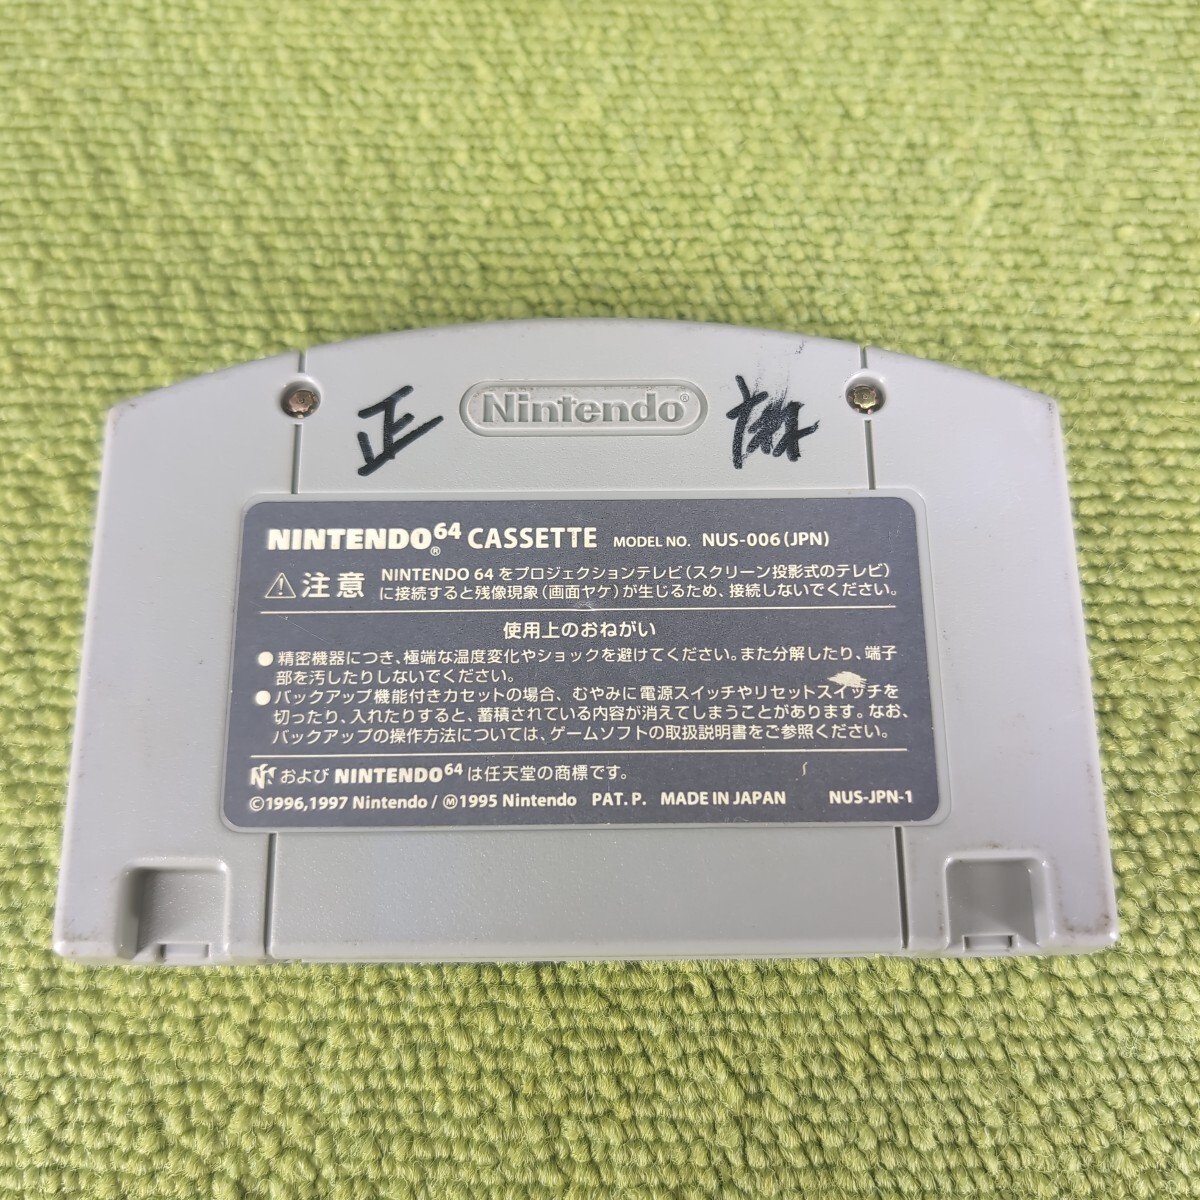 正
Nintendo®
NINTENDO®64 CASSETTE MODEL NO. NUS-006(JPN)
注意 NINTENDO 64 をプロジェクションテレビ(スクリーン投影式のテレビ)
に接続すると残像現象(画面ヤケ)が生じるため、接続しないでください。
使用上のおねがい
●精密機器につき、極端な温度変化やショックを避けてください。また分解したり、端子
部を汚したりしないでください。
●バックアップ機能付きカセットの場合、むやみに電源スイッチやリセットスイッチを
切ったり、入れたりすると、蓄積されている内容が消えてしまうことがあります。なお、
バックアップの操作方法については、ゲームソフトの取扱説明書をご参照ください。
および NINTENDO64 は任天堂の商標です。
©1996,1997 Nintendo / Ⓜ1995 Nintendo PAT. P. MADE IN JAPAN NUS-JPN-1